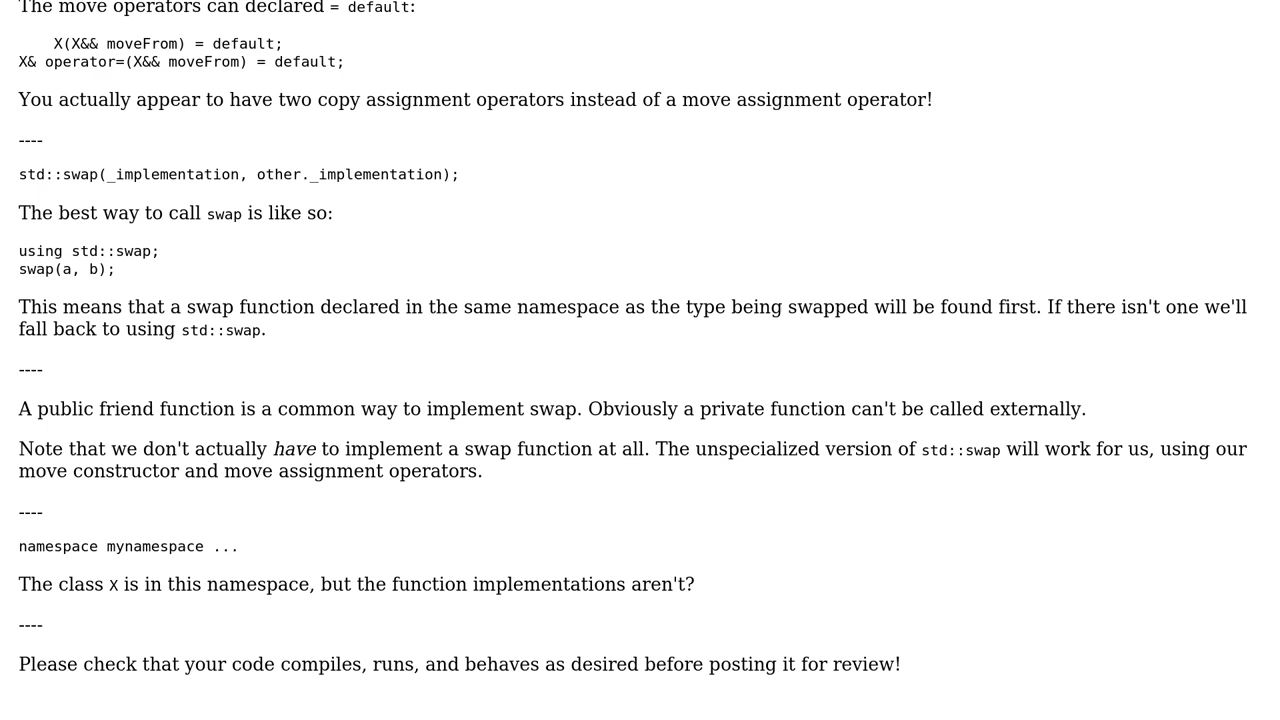 The move operators can declared = default:
X(X&& moveFrom) = default;
X& operator=(X&& moveFrom) = default;
You actually appear to have two copy assignment operators instead of a move assignment operator!
----
std::swap(_implementation, other._implementation);
The best way to call swap is like so:
using std::swap;
swap(a, b);
This means that a swap function declared in the same namespace as the type being swapped will be found first. If there isn't one we'll
fall back to using std::swap.
----
A public friend function is a common way to implement swap. Obviously a private function can't be called externally.
Note that we don't actually have to implement a swap function at all. The unspecialized version of std::swap will work for us, using our
move constructor and move assignment operators.
----
namespace mynamespace ...
The class X is in this namespace, but the function implementations aren't?
----
Please check that your code compiles, runs, and behaves as desired before posting it for review!